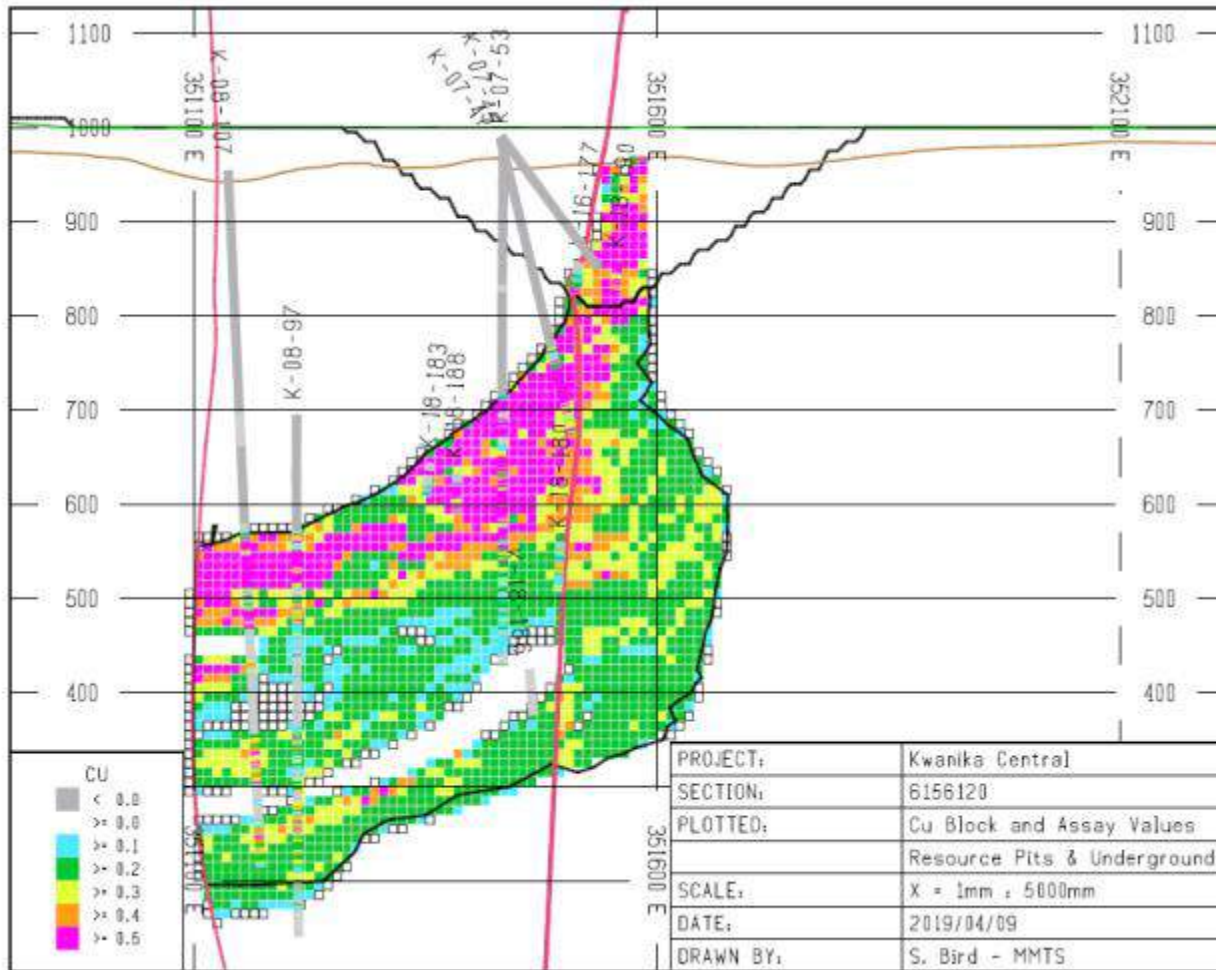 1100
1100
K-08-107
351100 E
K-07-53
351600 E
352100 E
1000
900
900
K-08-97
800
800
K-18-183
700
700
600
600
500
500
400
400
CU
< 0.0
>= 0.0
>= 0.1
>= 0.2
>= 0.3
>= 0.4
>= 0.5
351100 E
351600 E
PROJECT: Kwanika Central
SECTION: 6156120
PLOTTED: Cu Block and Assay Values
Resource Pits & Underground
SCALE: X = 1mm : 5000mm
DATE: 2019/04/09
DRAWN BY: S. Bird - MMTS